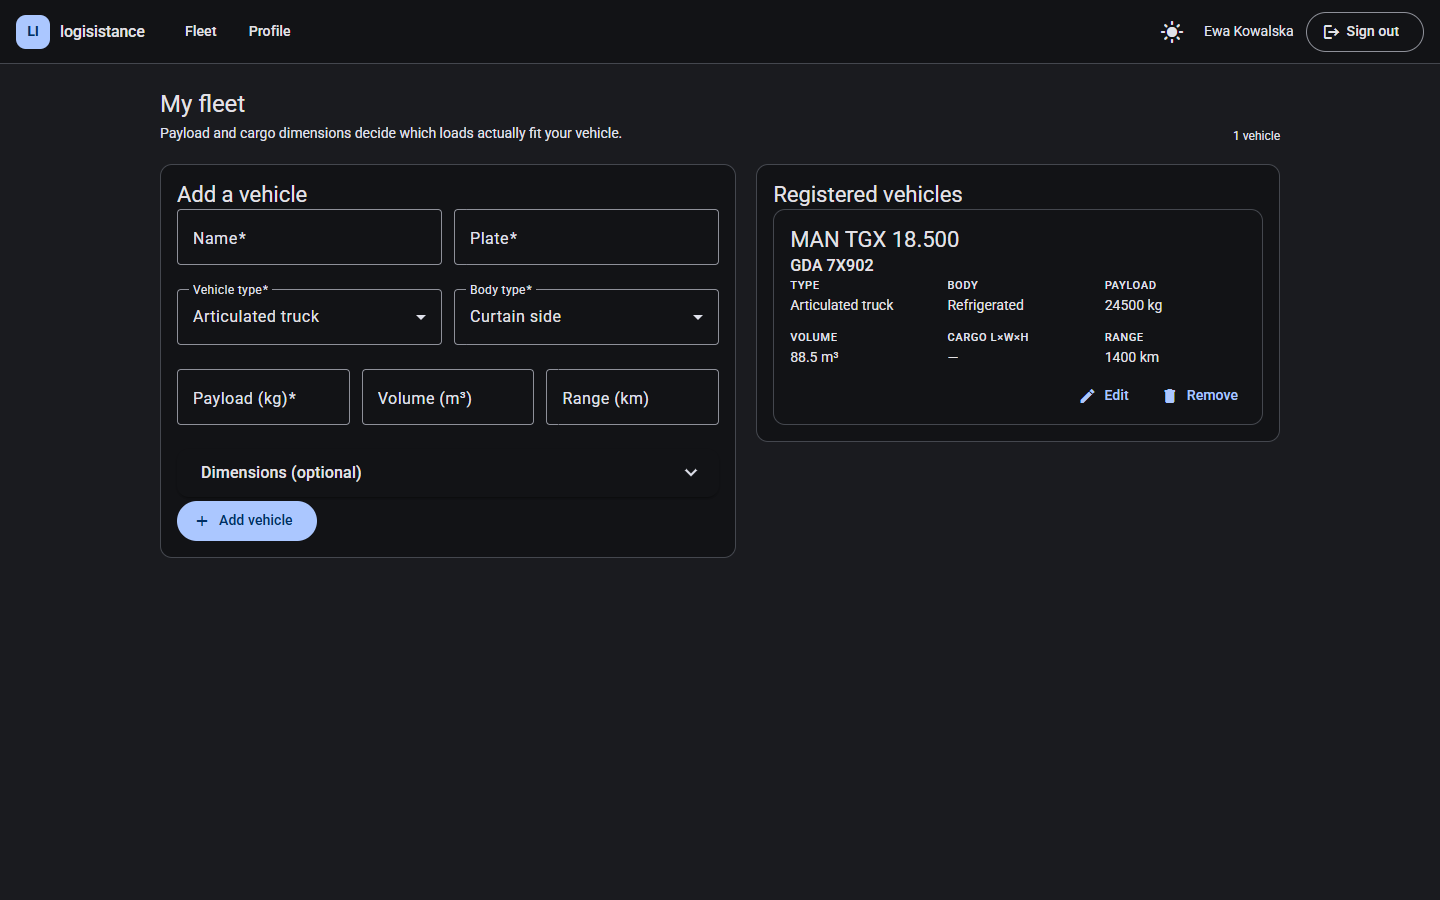 LI logisistance Fleet Profile Ewa Kowalska Sign out
My fleet
Payload and cargo dimensions decide which loads actually fit your vehicle.
1 vehicle
Add a vehicle
Name*
Plate*
Vehicle type*
Articulated truck
Body type*
Curtain side
Payload (kg)*
Volume (m³)
Range (km)
Dimensions (optional)
Add vehicle
Registered vehicles
MAN TGX 18.500
GDA 7X902
TYPE BODY PAYLOAD
Articulated truck Refrigerated 24500 kg
VOLUME CARGO L×W×H RANGE
88.5 m³ — 1400 km
Edit Remove